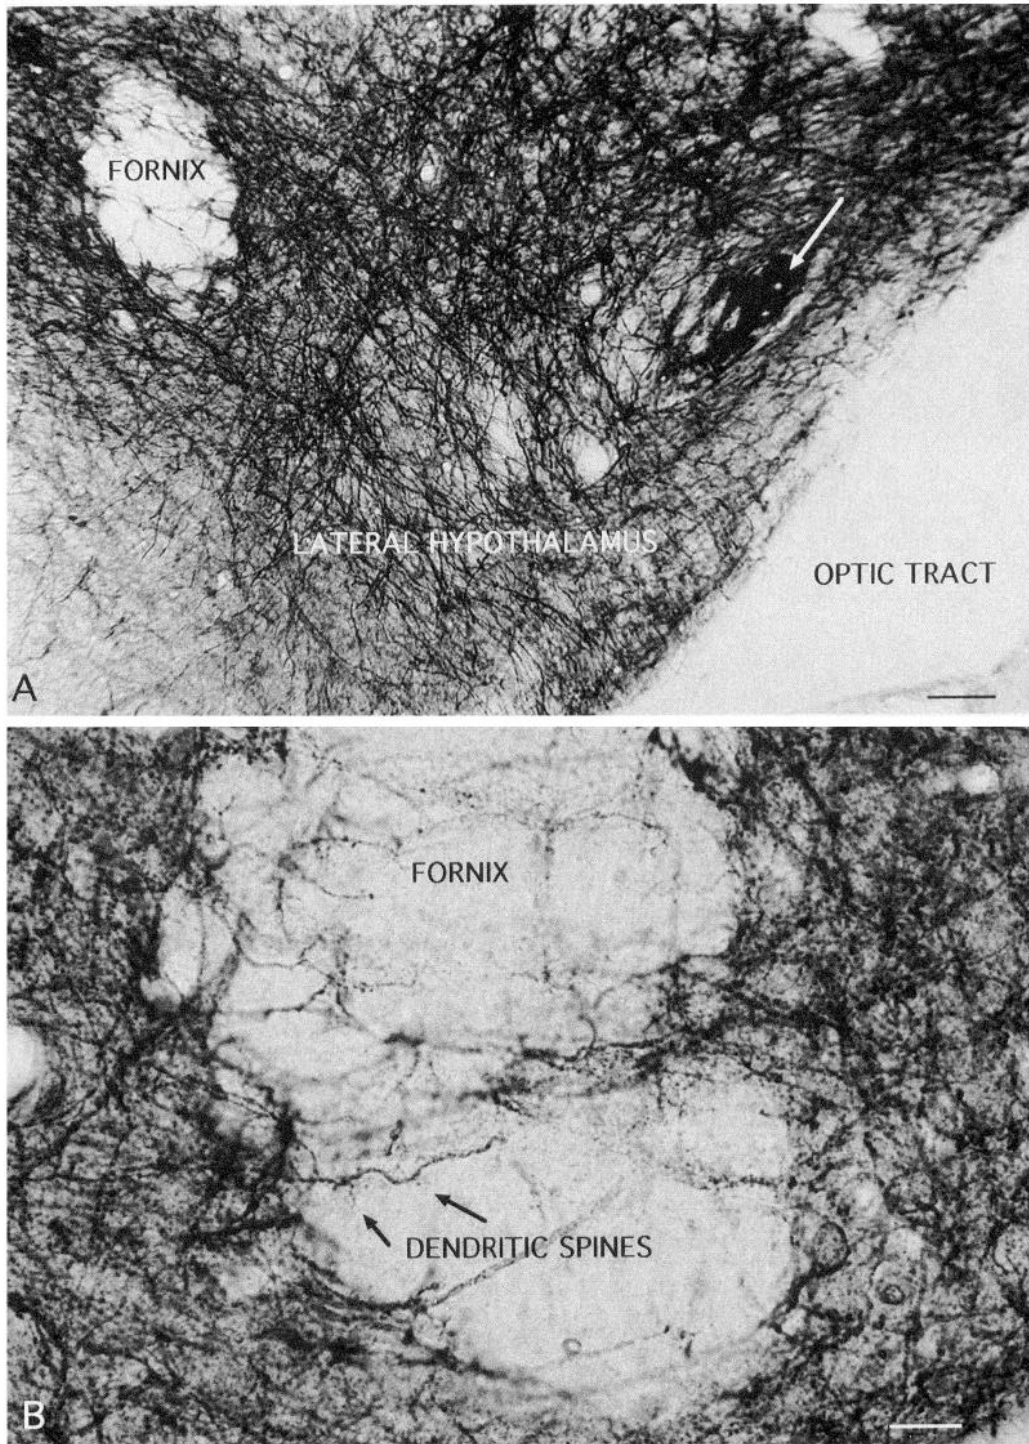 FORNIX
LATERAL HYPOTHALAMUS
OPTIC TRACT
A
FORNIX
DENDRITIC SPINES
B